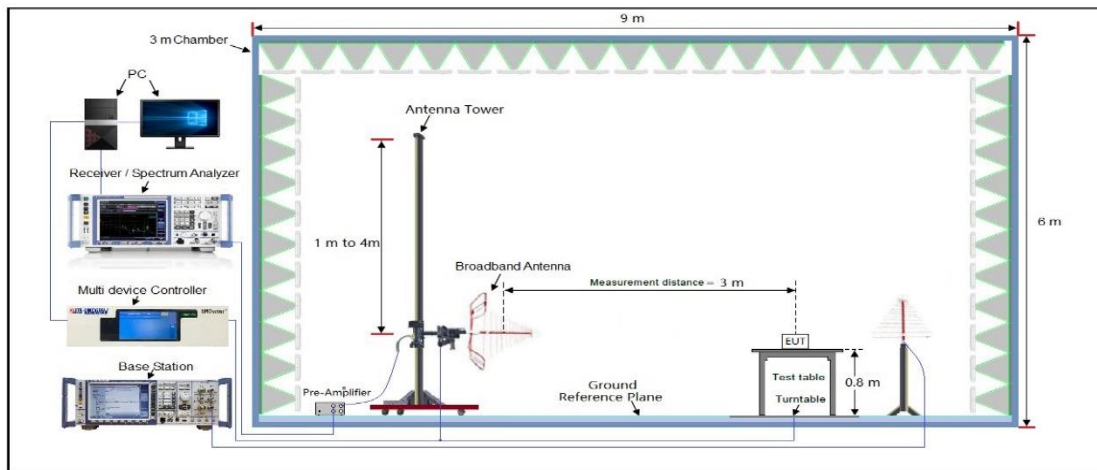 9 m
3 m Chamber
PC
Antenna Tower
Receiver / Spectrum Analyzer
6 m
1 m to 4m
Broadband Antenna
Measurement distance = 3 m
Multi device Controller
EUT
Base Station
Pre-Amplifier
Ground
Reference Plane
Test table
0.8 m
Turntable